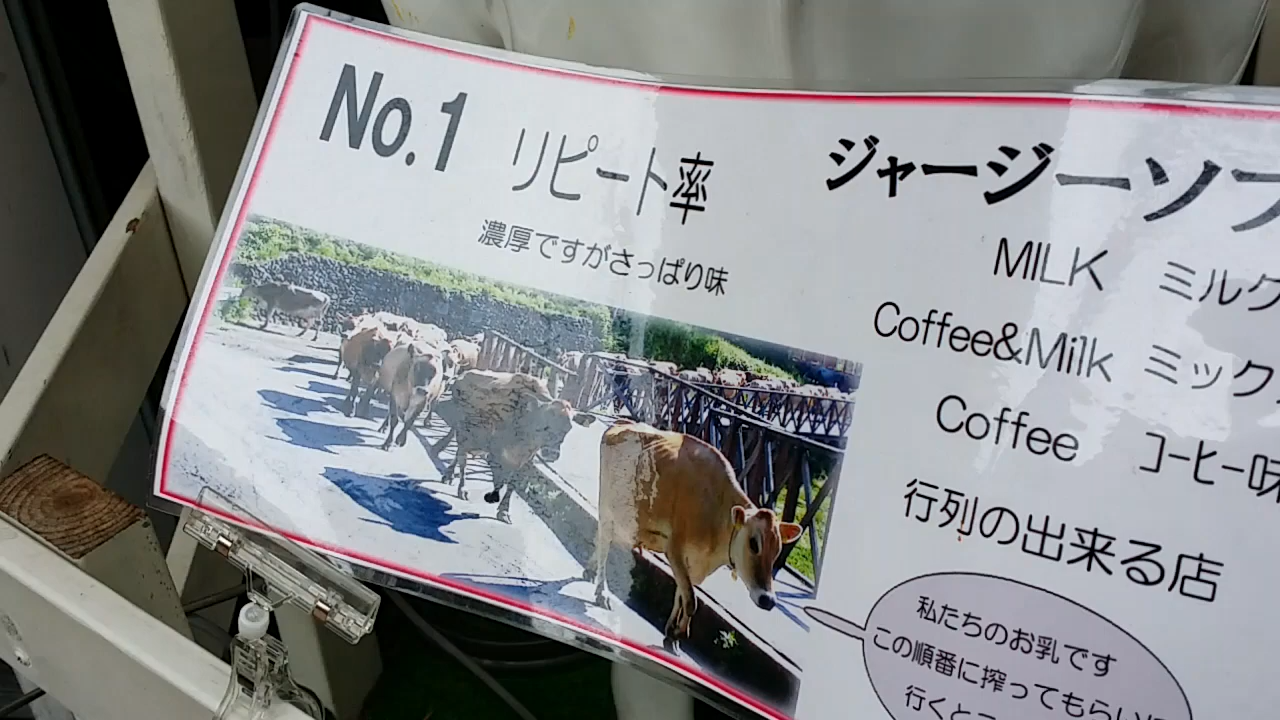 No.1 リピート率
濃厚ですがさっぱり味
ジャージーソフ
MILK ミルク
Coffee&Milk ミック
Coffee コーヒー味
行列の出来る店
私たちのお乳です
この順番に搾ってもらい
行くと